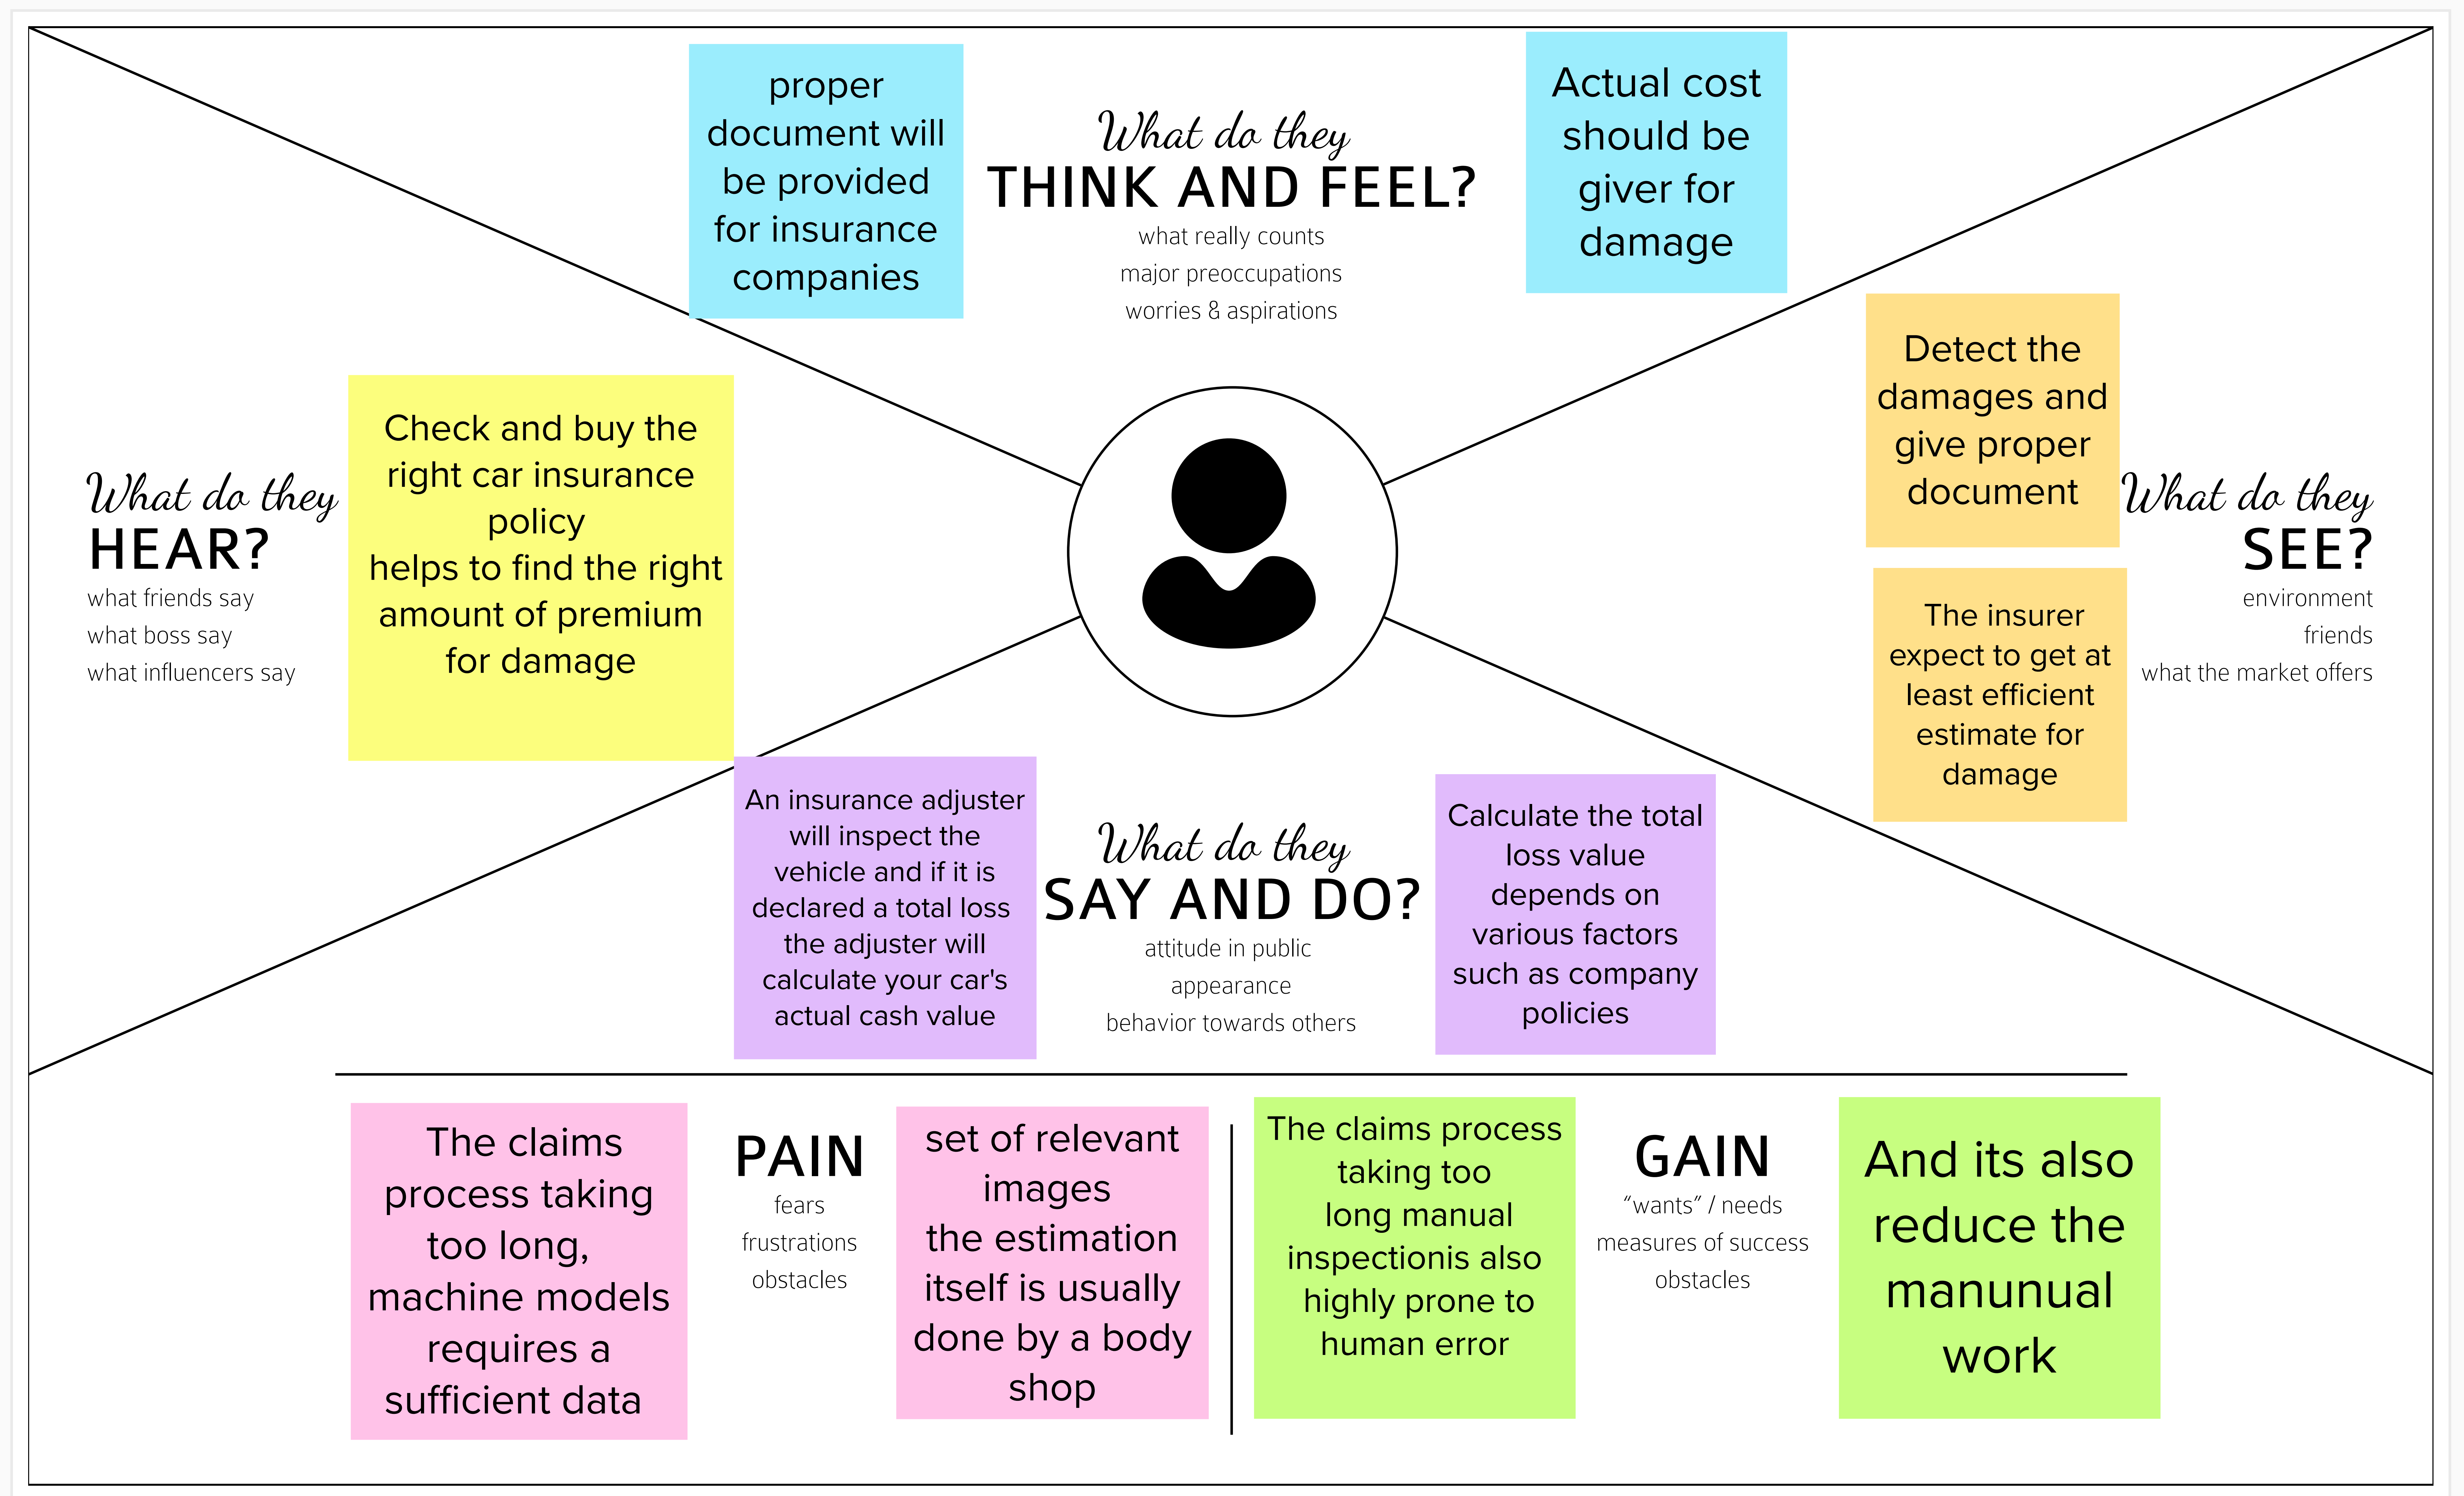 proper
document will
be provided
for insurance
companies
What do they
THINK AND FEEL?
what really counts
major preoccupations
worries & aspirations
Actual cost
should be
giver for
damage
What do they
HEAR?
what friends say
what boss say
what influencers say
Check and buy the
right car insurance
policy
helps to find the right
amount of premium
for damage
Detect the
damages and
give proper
document
The insurer
expect to get at
least efficient
estimate for
damage
What do they
SEE?
environment
friends
what the market offers
An insurance adjuster
will inspect the
vehicle and if it is
declared a total loss
the adjuster will
calculate your car's
actual cash value
What do they
SAY AND DO?
attitude in public
appearance
behavior towards others
Calculate the total
loss value
depends on
various factors
such as company
policies
The claims
process taking
too long,
machine models
requires a
sufficient data
PAIN
fears
frustrations
obstacles
set of relevant
images
the estimation
itself is usually
done by a body
shop
The claims process
taking too
long manual
inspectionis also
highly prone to
human error
GAIN
“wants” / needs
measures of success
obstacles
And its also
reduce the
manunual
work